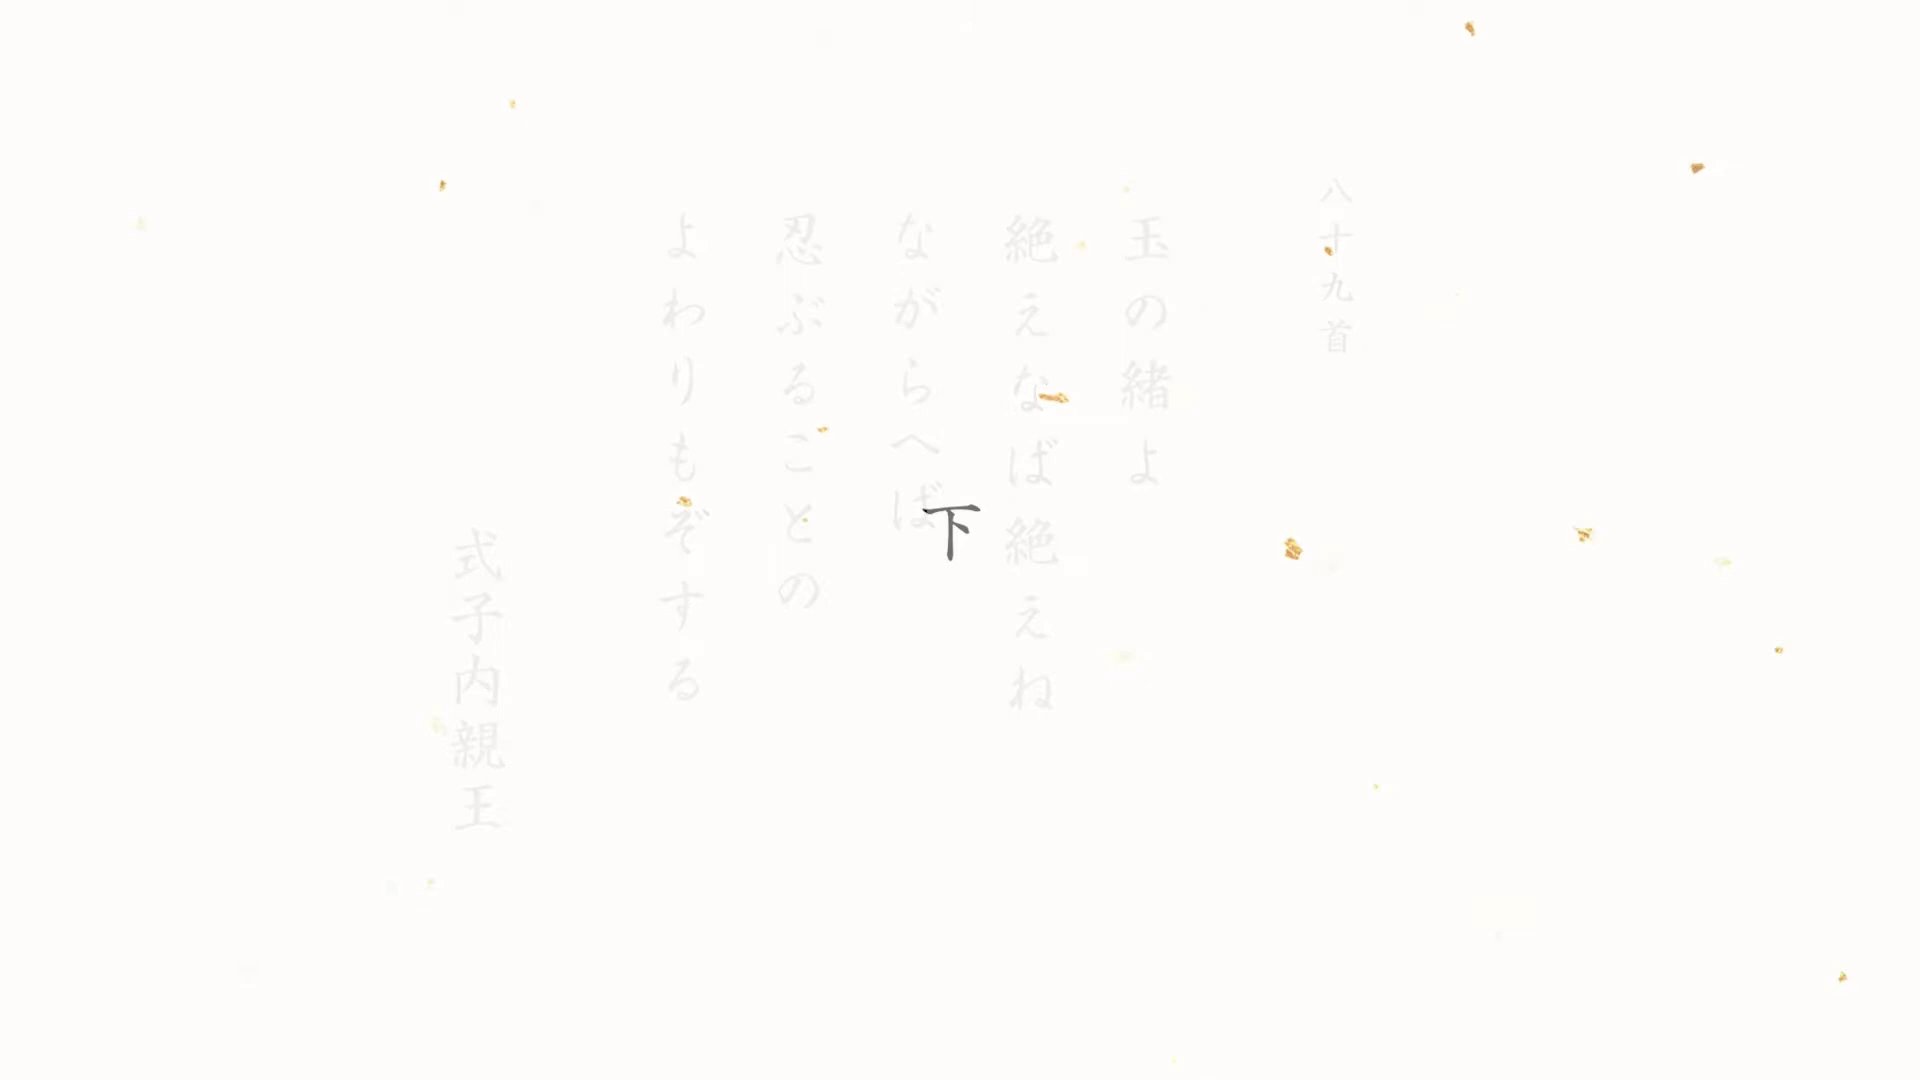 八十九首
玉の緒よ
絶えなば絶えね
ながらへば
忍ぶることの
よわりもぞする
式子内親王
下